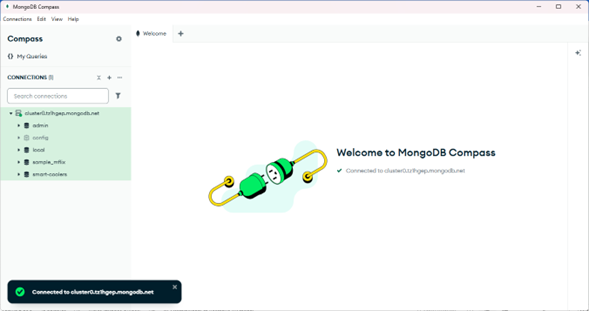 MongoDB Compass
Connections Edit View Help
Compass
{} My Queries
CONNECTIONS
Search connections
cluster0.tz1hgep.mongodb.net
admin
config
local
sample_mflix
smart-coolers
Welcome
Welcome to MongoDB Compass
Connected to cluster0.tz1hgep.mongodb.net
Connected to cluster0.tz1hgep.mongodb.net